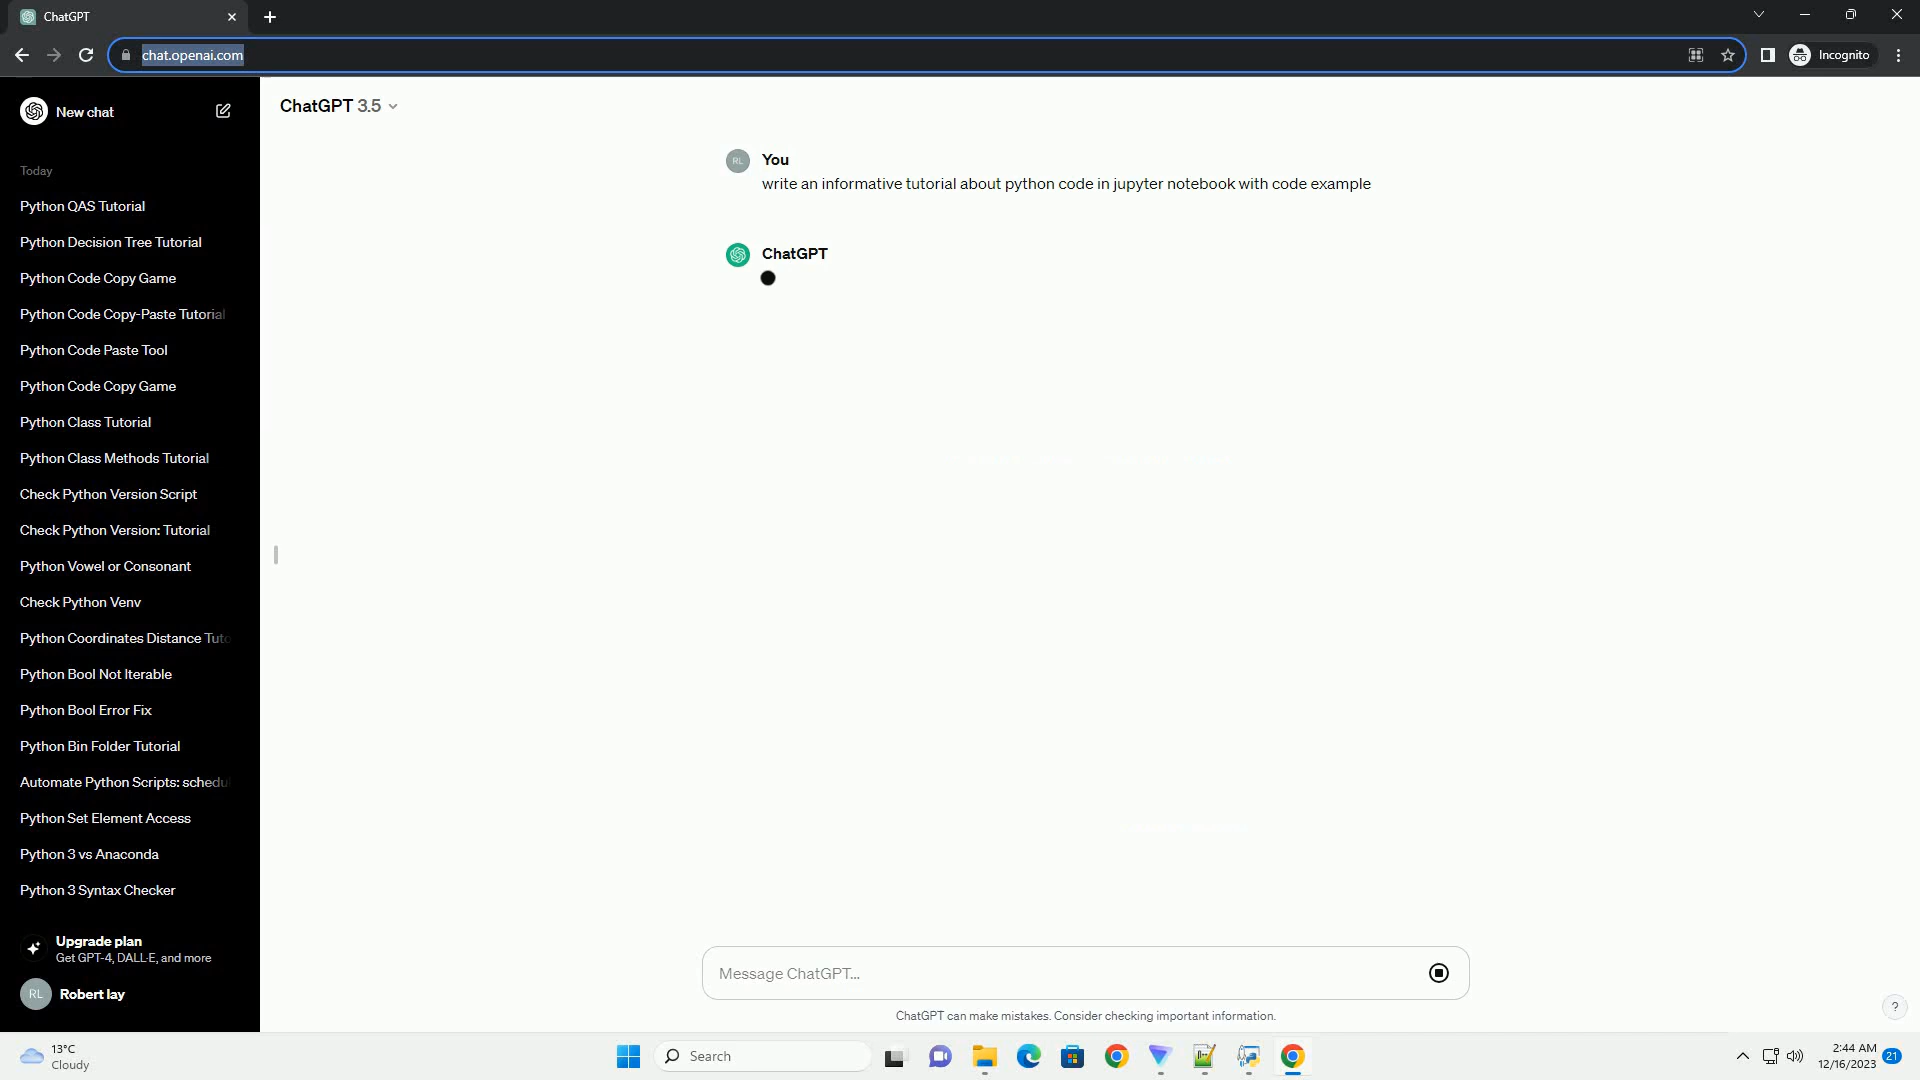 ChatGPT
chat.openai.com
Incognito
New chat
Today
Python QAS Tutorial
Python Decision Tree Tutorial
Python Code Copy Game
Python Code Copy-Paste Tutorial
Python Code Paste Tool
Python Code Copy Game
Python Class Tutorial
Python Class Methods Tutorial
Check Python Version Script
Check Python Version: Tutorial
Python Vowel or Consonant
Check Python Venv
Python Coordinates Distance Tuto
Python Bool Not Iterable
Python Bool Error Fix
Python Bin Folder Tutorial
Automate Python Scripts: schedu
Python Set Element Access
Python 3 vs Anaconda
Python 3 Syntax Checker
Upgrade plan
Get GPT-4, DALL·E, and more
RL
Robert lay
ChatGPT 3.5
RL
You
write an informative tutorial about python code in jupyter notebook with code example
ChatGPT
Message ChatGPT...
ChatGPT can make mistakes. Consider checking important information.
?
13°C
Cloudy
Search
2:44 AM
12/16/2023
21